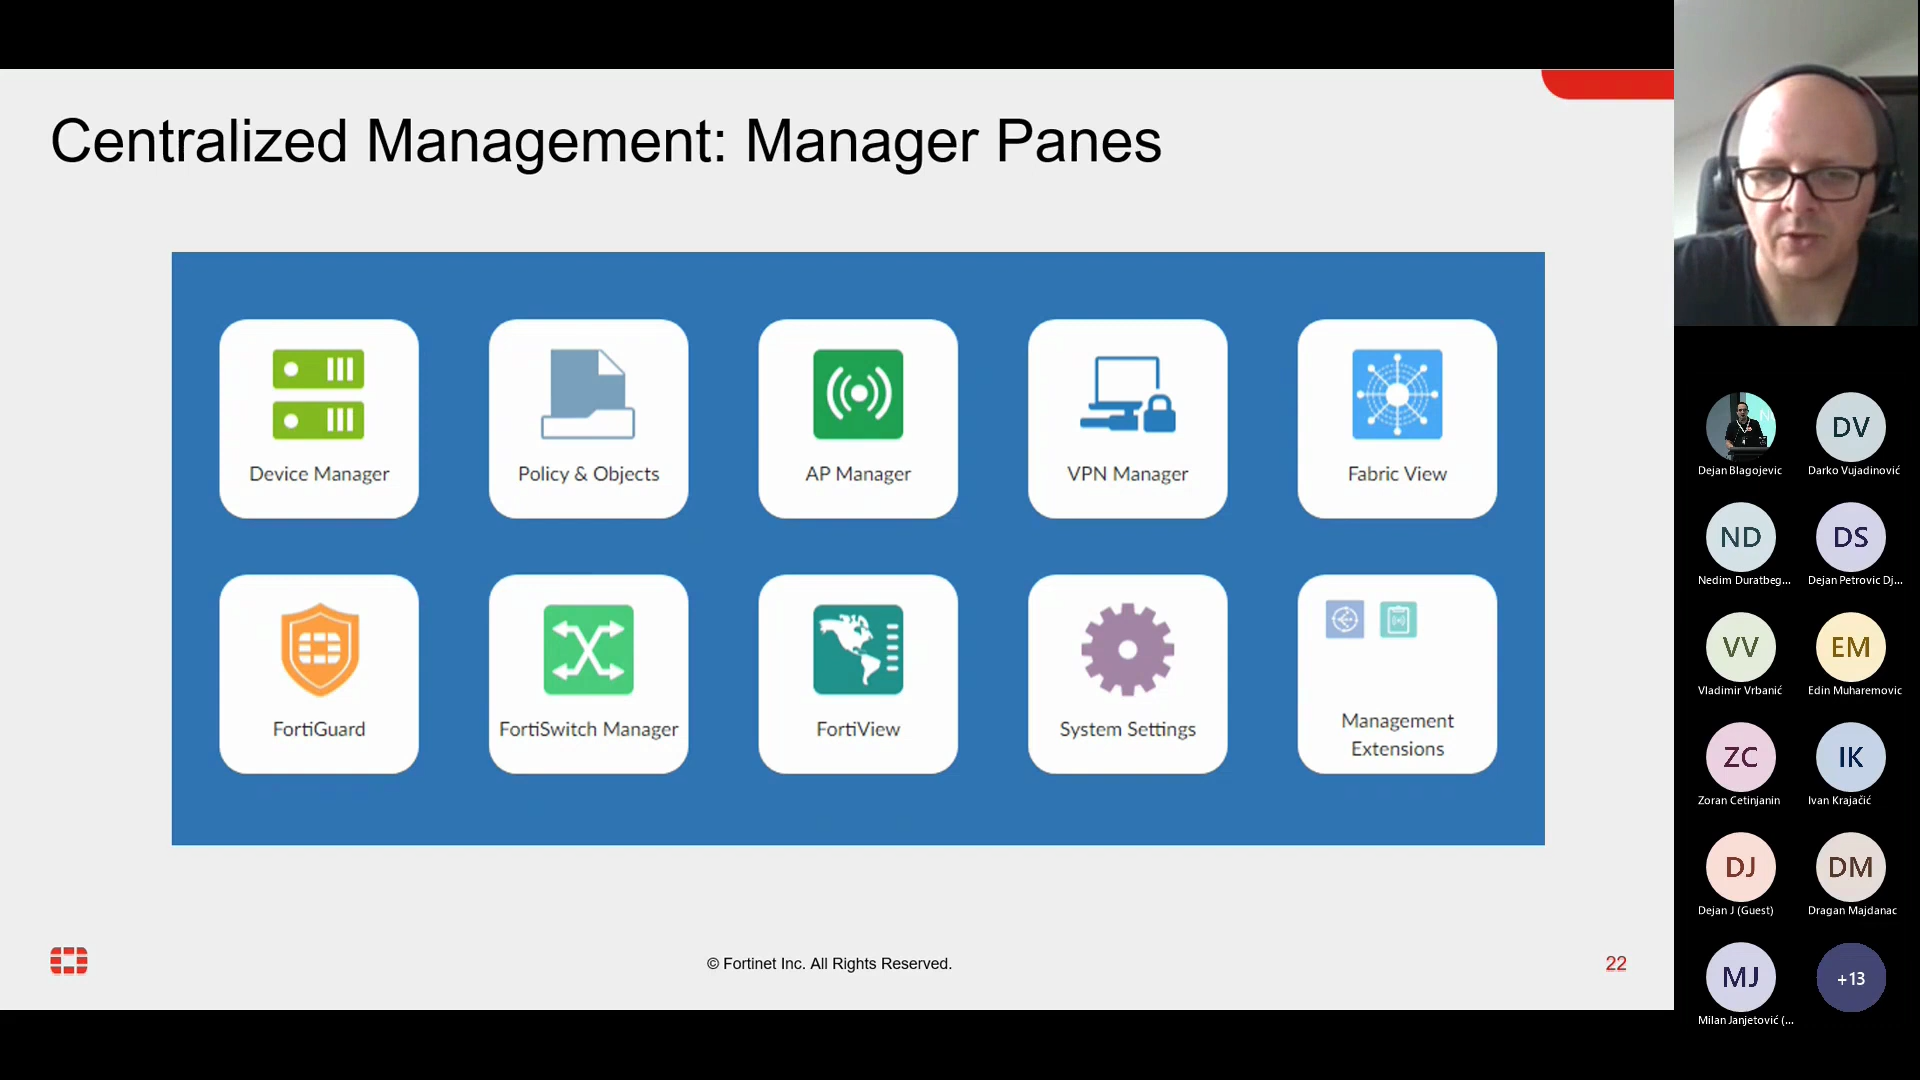 Centralized Management: Manager Panes
Device Manager
Policy & Objects
AP Manager
VPN Manager
Fabric View
FortiGuard
FortiSwitch Manager
FortiView
System Settings
Management
Extensions
© Fortinet Inc. All Rights Reserved.
22
Dejan Blagojevic
DV
Darko Vujadinović
ND
Nedim Duratbeg...
DS
Dejan Petrovic Dj...
VV
Vladimir Vrbanić
EM
Edin Muharemovic
ZC
Zoran Cetinjanin
IK
Ivan Krajačić
DJ
Dejan J (Guest)
DM
Dragan Majdanac
MJ
Milan Janjetović (...
+13